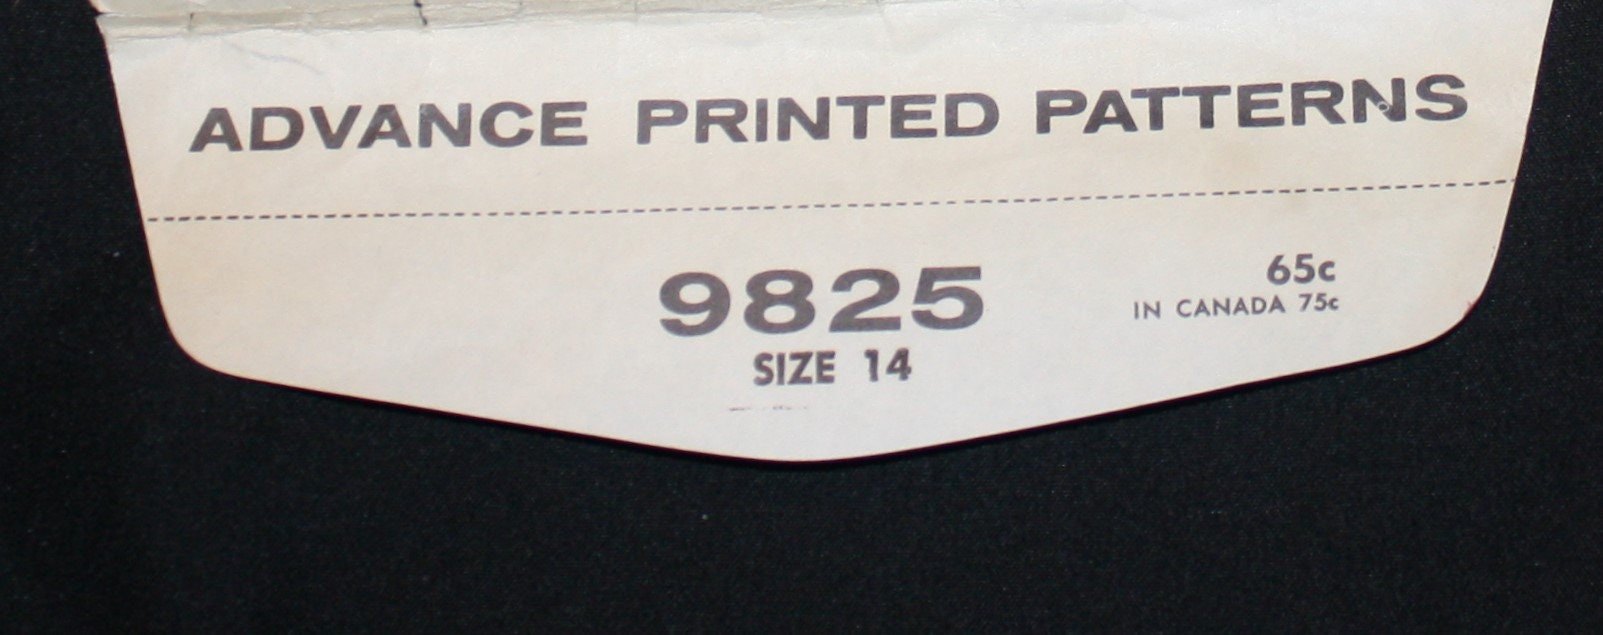 ADVANCE PRINTED PATTERNS
9825
65c
IN CANADA 75c
SIZE 14